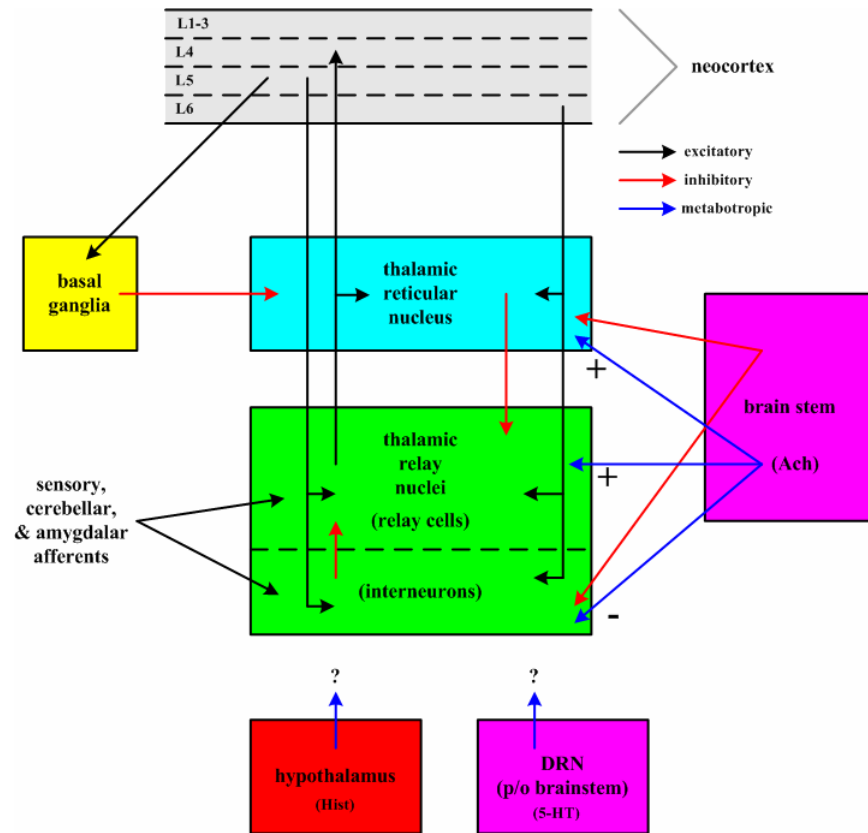 L1-3
L4
L5
L6
neocortex
excitatory
inhibitory
metabotropic
basal
ganglia
thalamic
reticular
nucleus
+
brain stem
(Ach)
thalamic
relay
nuclei
(relay cells)
+
sensory,
cerebellar,
& amygdalar
afferents
(interneurons)
-
?
?
hypothalamus
(Hist)
DRN
(p/o brainstem)
(5-HT)